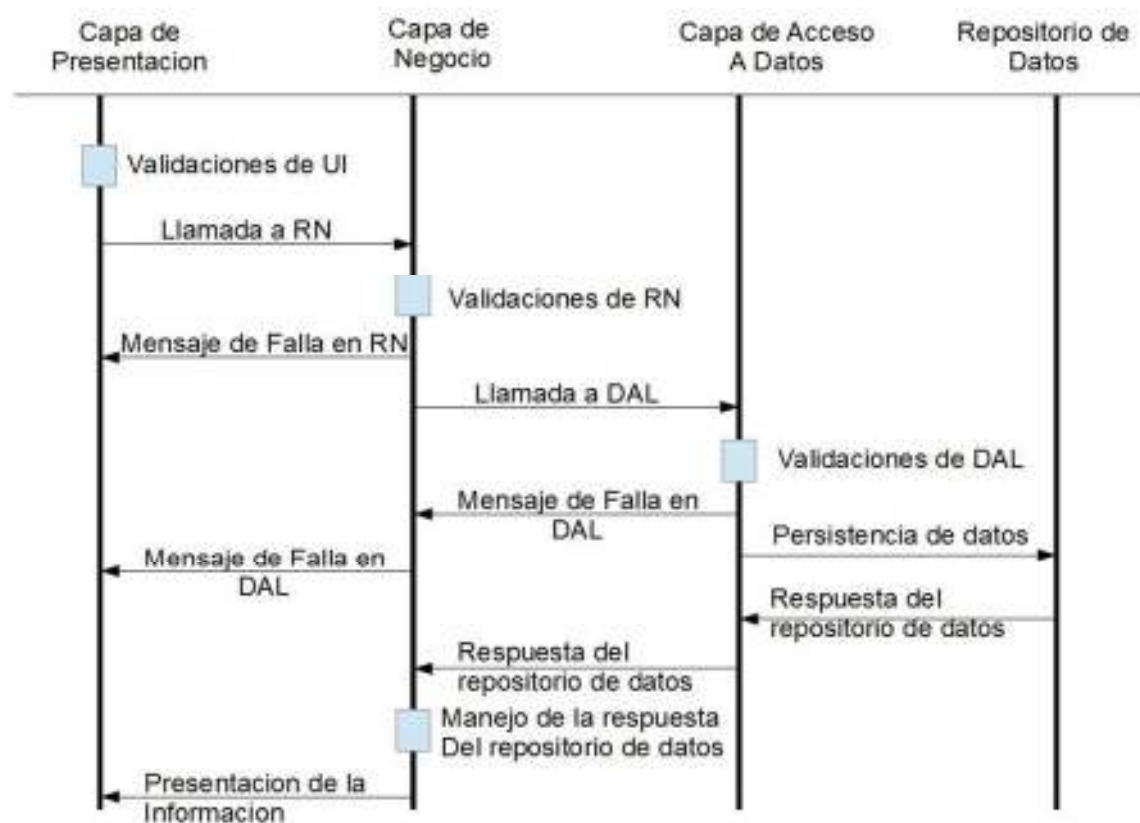 Capa de
Presentacion
Capa de
Negocio
Capa de Acceso
A Datos
Repositorio de
Datos
Validaciones de UI
Llamada a RN
Validaciones de RN
Mensaje de Falla en RN
Llamada a DAL
Validaciones de DAL
Mensaje de Falla en
DAL
Persistencia de datos
Mensaje de Falla en
DAL
Respuesta del
repositorio de datos
Respuesta del
repositorio de datos
Manejo de la respuesta
Del repositorio de datos
Presentacion de la
Informacion